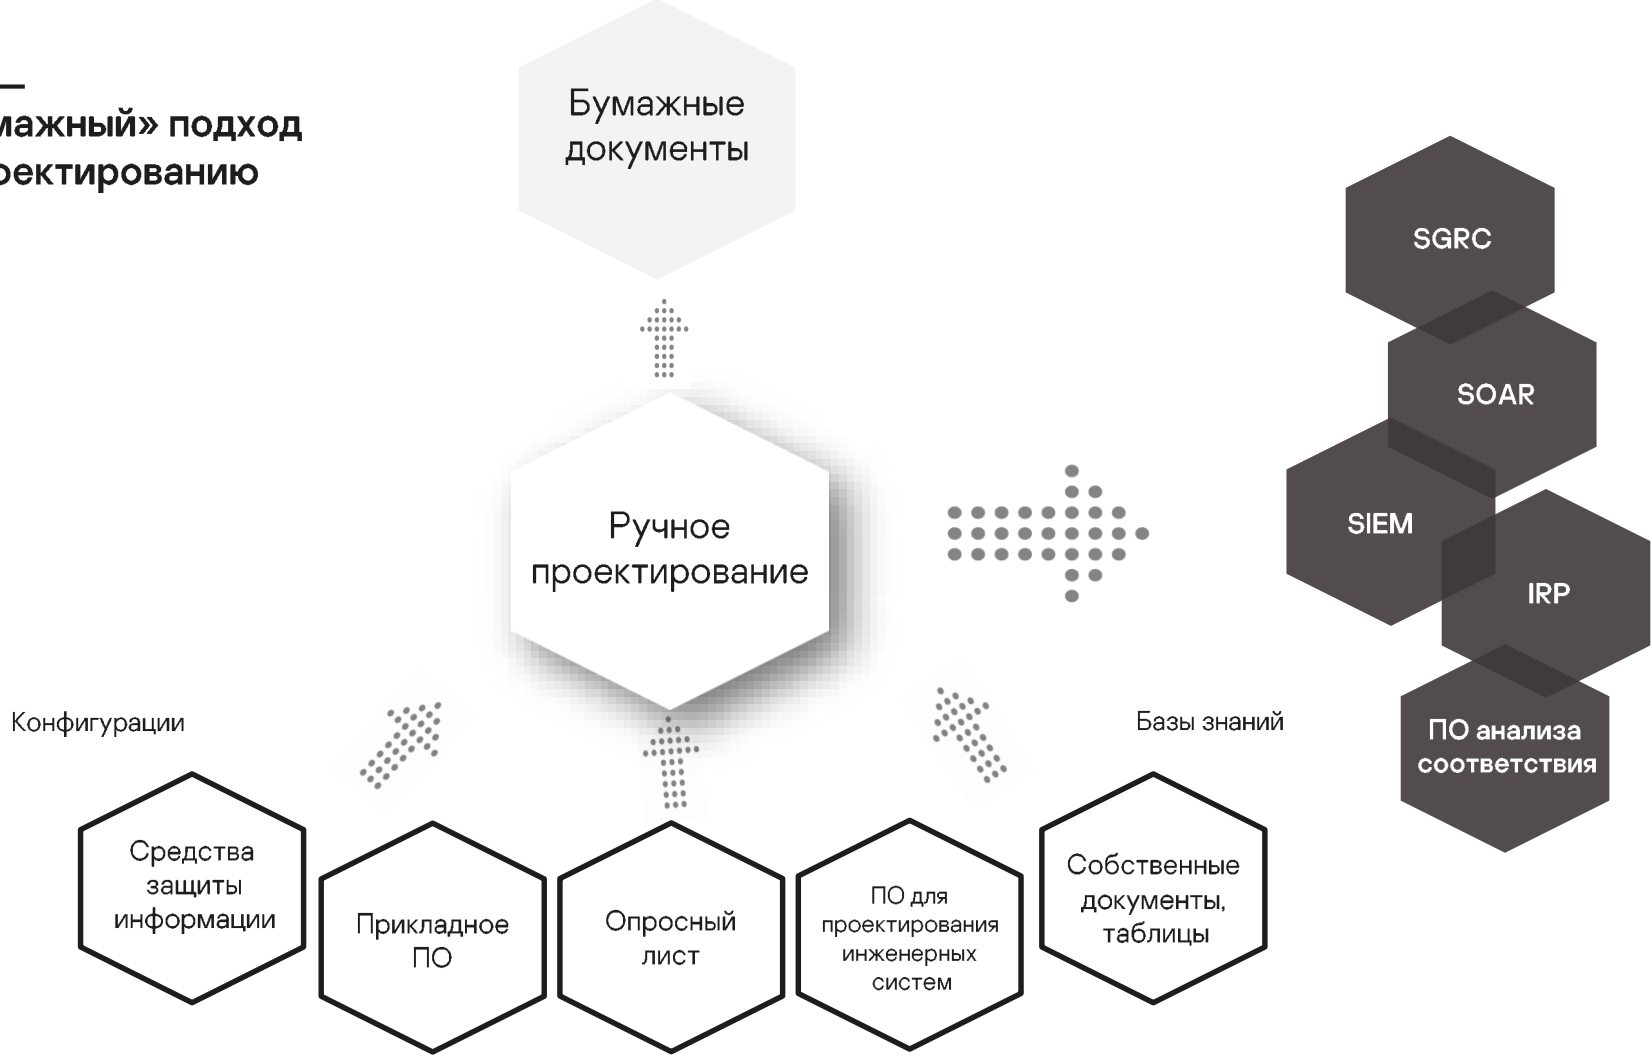 мажный» подход
оектированию
Бумажные
документы
SGRC
SOAR
SIEM
IRP
ПО анализа
соответствия
Ручное
проектирование
Конфигурации
Базы знаний
Средства
защиты
информации
Прикладное
ПО
Опросный
лист
ПО для
проектирования
инженерных
систем
Собственные
документы,
таблицы